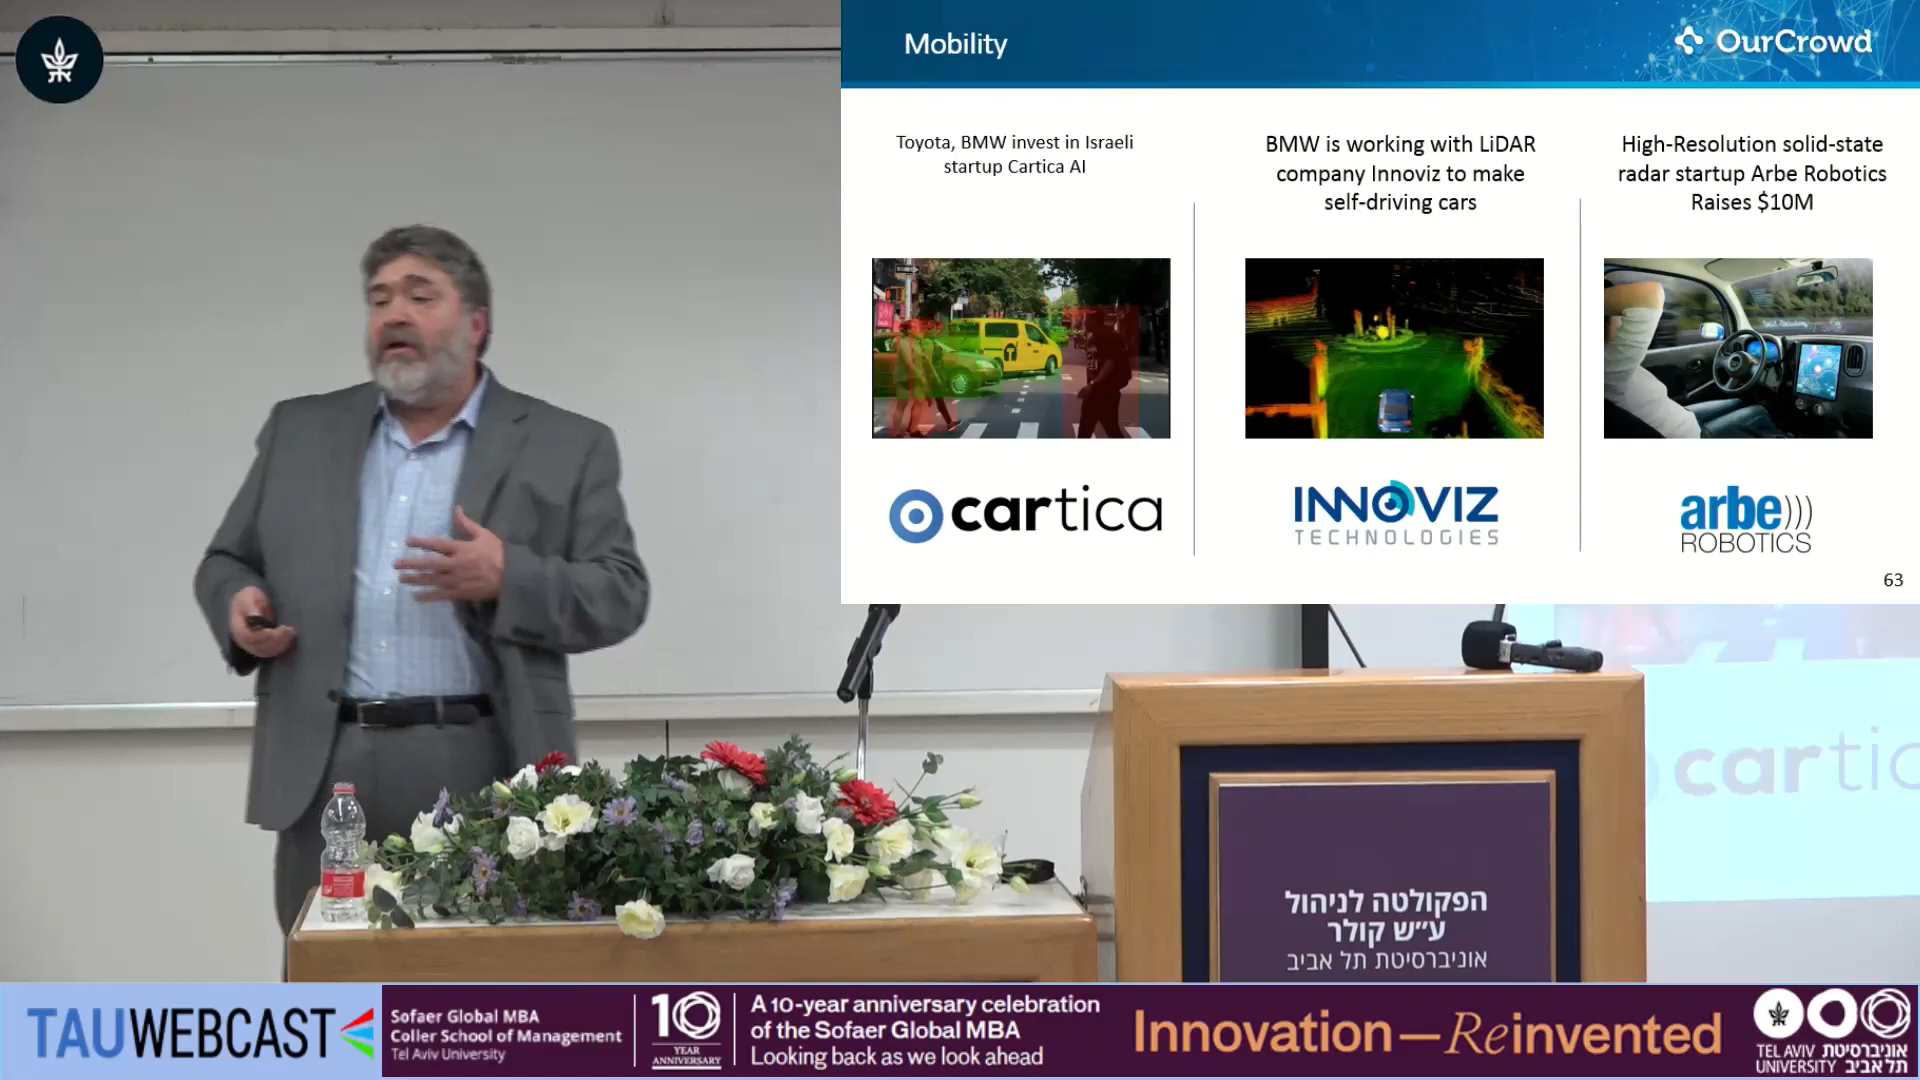 Mobility
OurCrowd
Toyota, BMW invest in Israeli
startup Cartica AI
BMW is working with LiDAR
company Innoviz to make
self-driving cars
High-Resolution solid-state
radar startup Arbe Robotics
Raises $10M
cartica
INNOVIZ
TECHNOLOGIES
arbe
ROBOTICS
63
cartic
הפקולטה לניהול
ע״ש קולר
אוניברסיטת תל אביב
TAUWEBCAST
Sofaer Global MBA
Coller School of Management
Tel Aviv University
10
YEAR
ANNIVERSARY
A 10-year anniversary celebration
of the Sofaer Global MBA
Looking back as we look ahead
Innovation—Reinvented
TEL AVIV אוניברסיטת
UNIVERSITY תל אביב